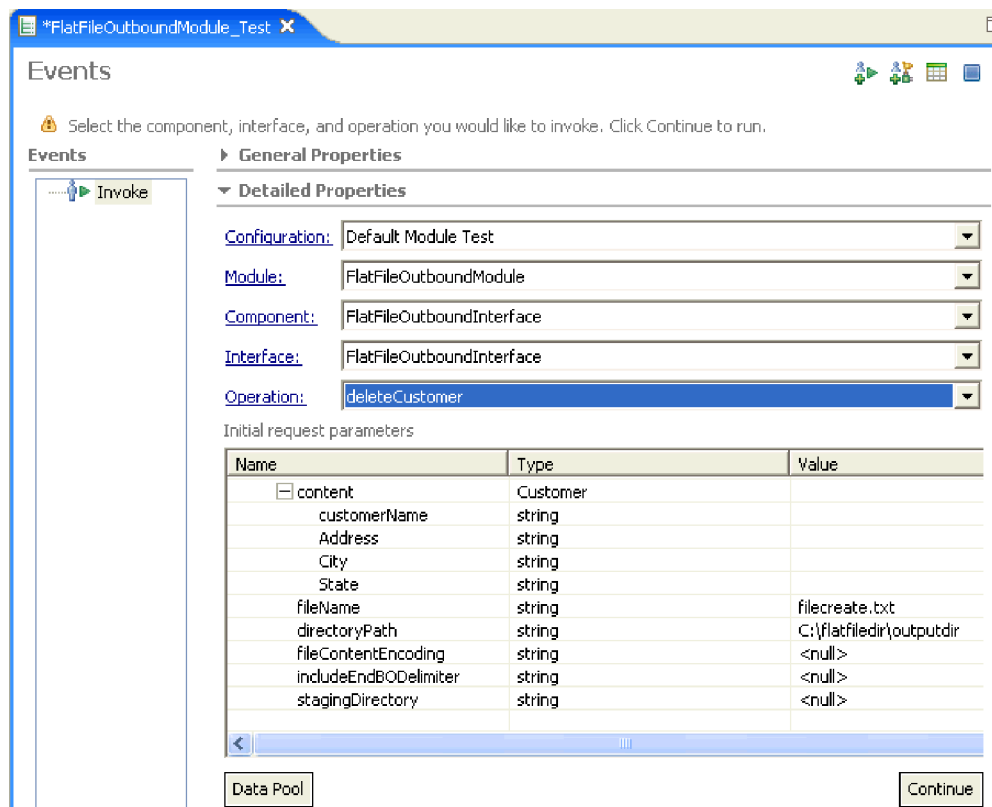 *FlatFileOutboundModule_Test
Events
Select the component, interface, and operation you would like to invoke. Click Continue to run.
Events
Invoke
General Properties
Detailed Properties
Configuration: Default Module Test
Module: FlatFileOutboundModule
Component: FlatFileOutboundInterface
Interface: FlatFileOutboundInterface
Operation: deleteCustomer
Initial request parameters
Name Type Value
content Customer
customerName string
Address string
City string
State string
fileName string filecreate.txt
directoryPath string C:\flatfiledir\outputdir
fileContentEncoding string <null>
includeEndBODelimiter string <null>
stagingDirectory string <null>
Data Pool Continue